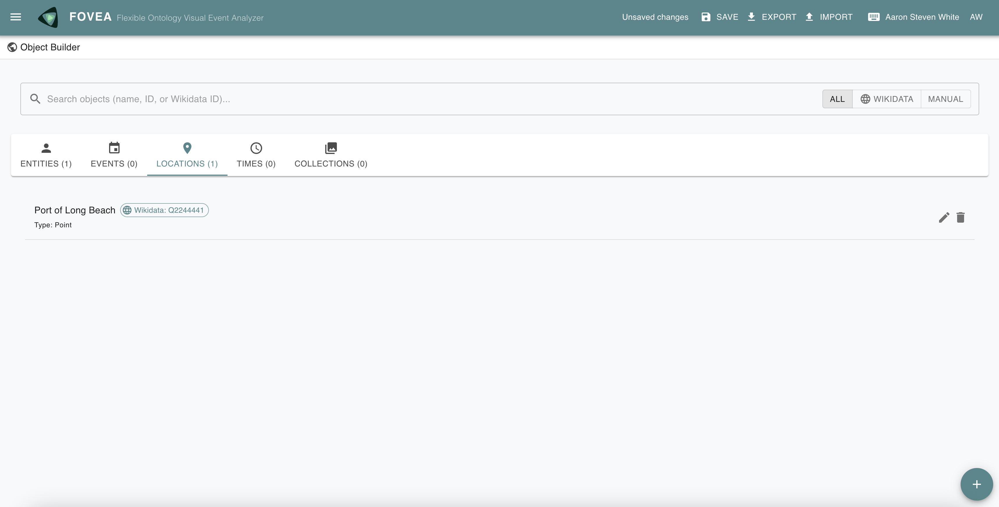 FOVEA Flexible Ontology Visual Event Analyzer Unsaved changes SAVE EXPORT IMPORT Aaron Steven White AW
Object Builder
Search objects (name, ID, or Wikidata ID)... ALL WIKIDATA MANUAL
ENTITIES (1) EVENTS (0) LOCATIONS (1) TIMES (0) COLLECTIONS (0)
Port of Long Beach Wikidata: Q2244441
Type: Point